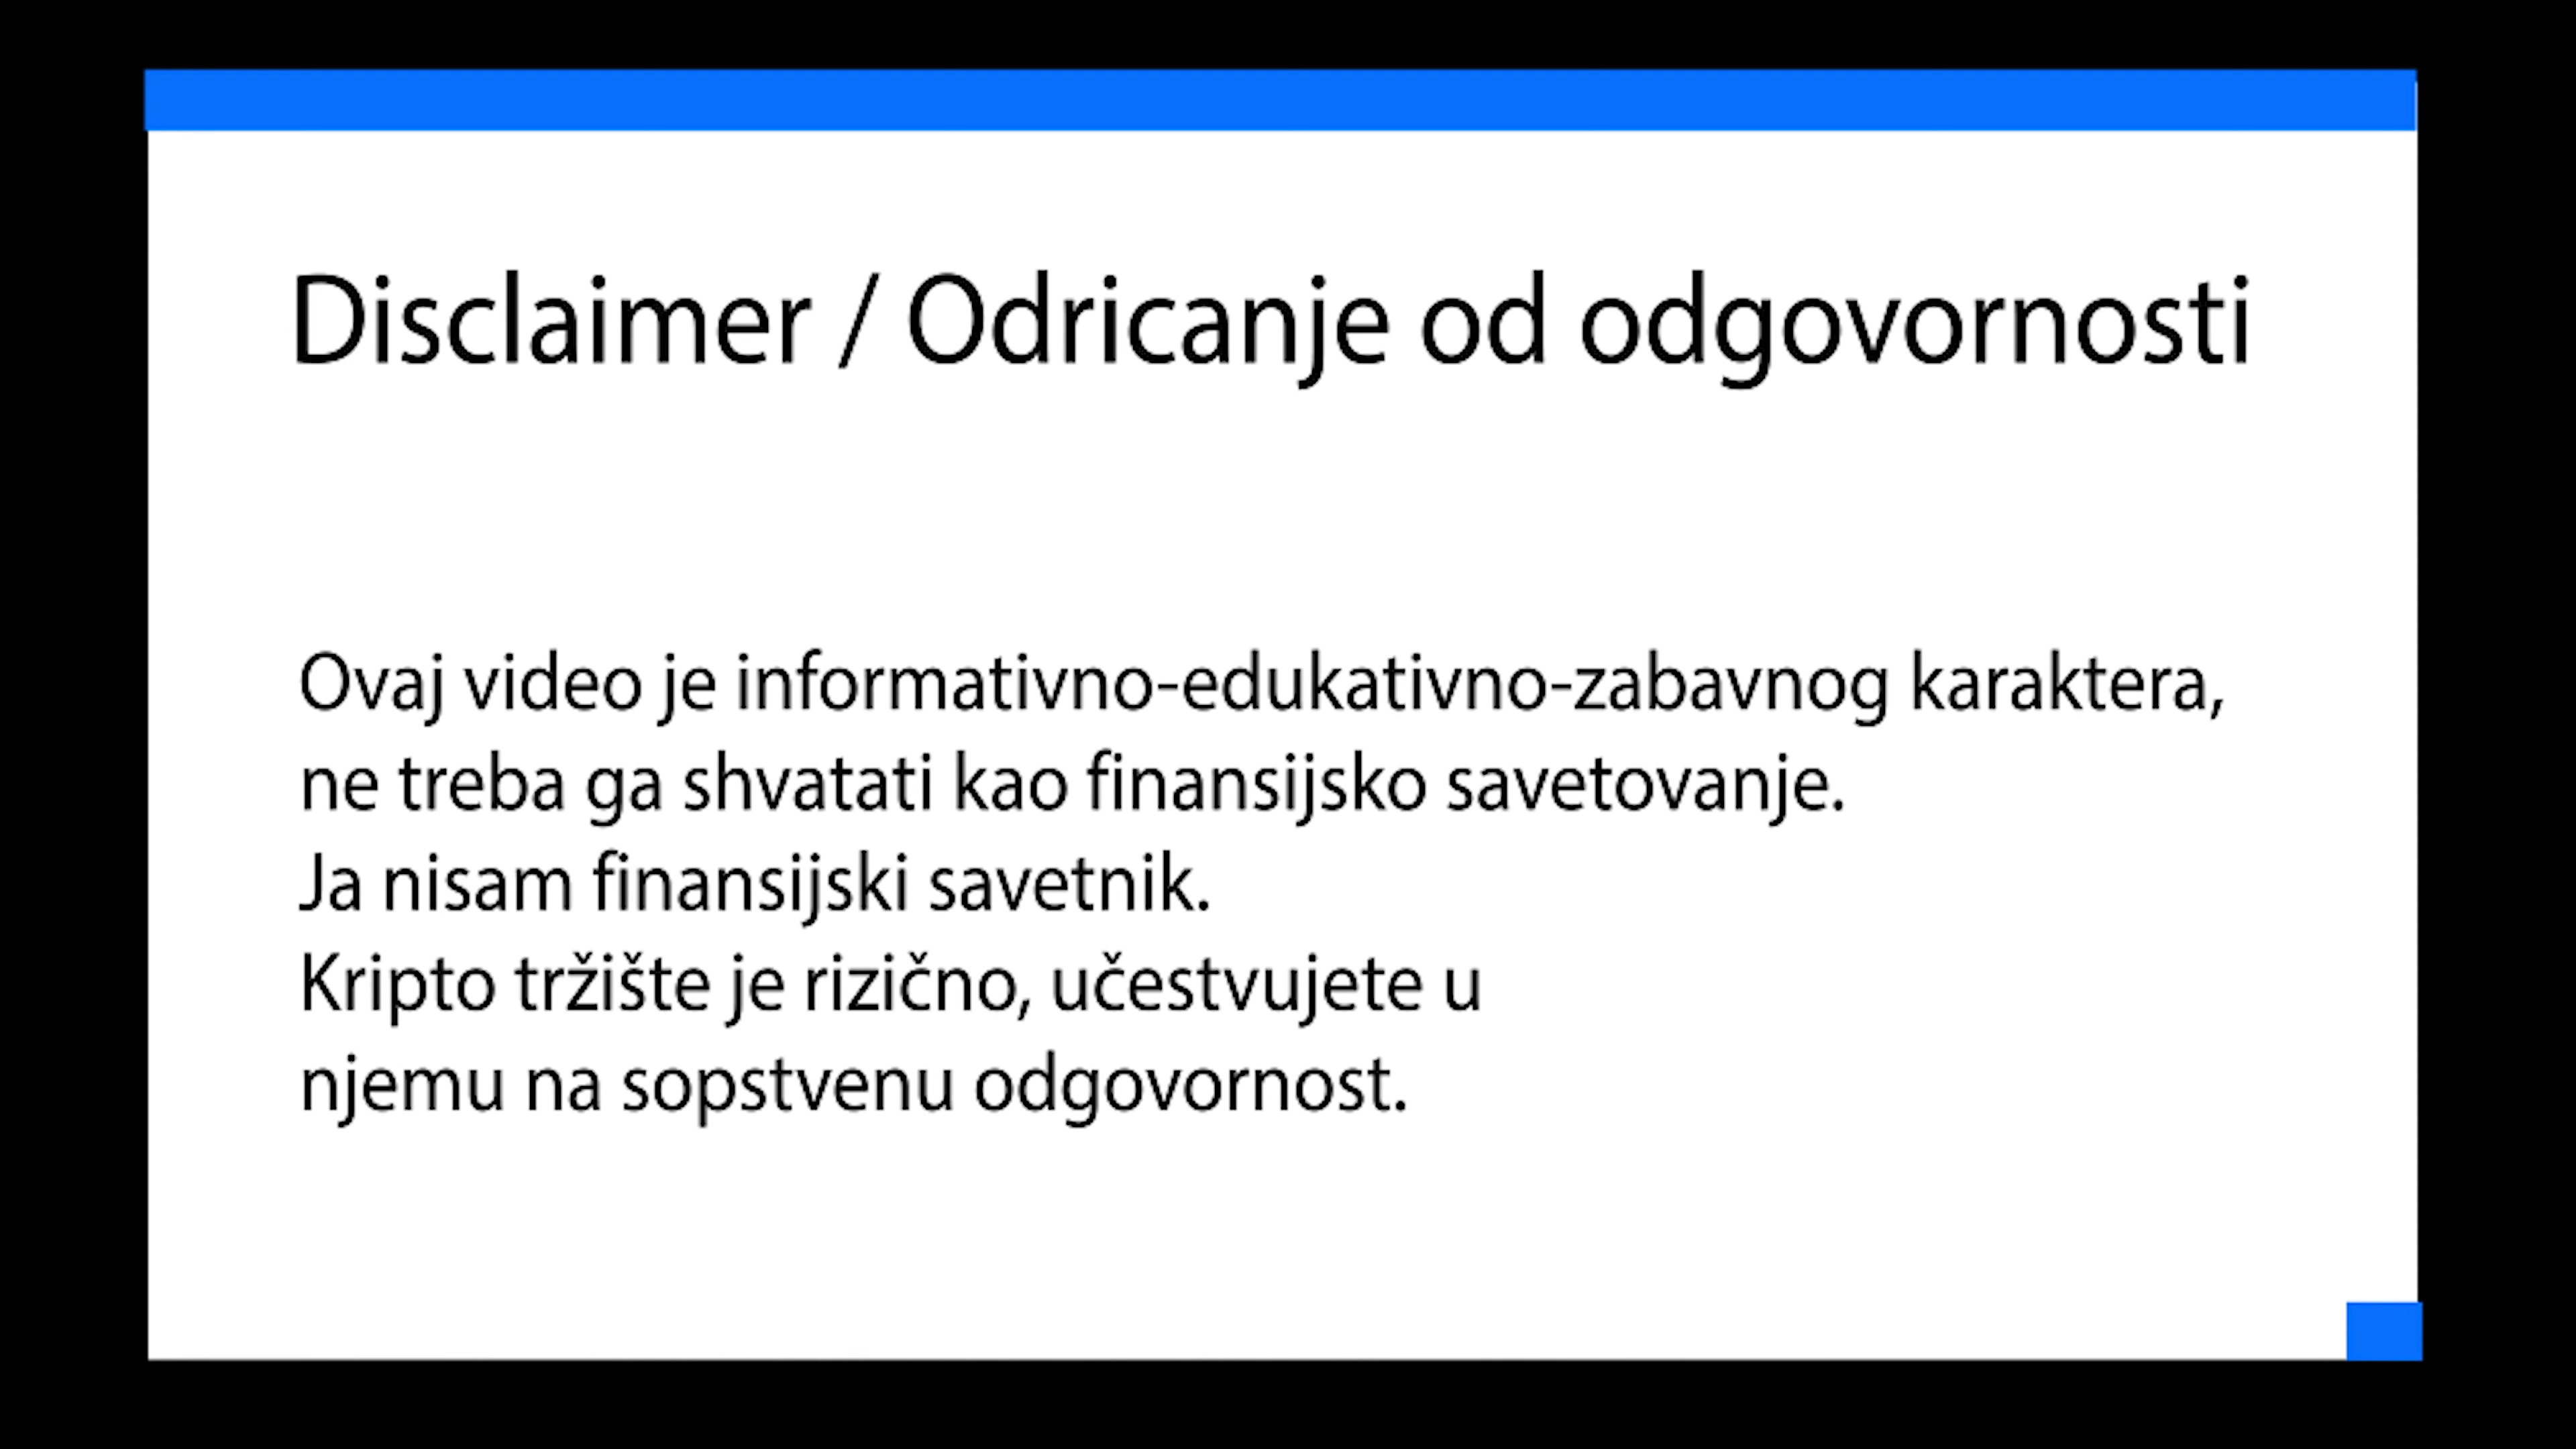 Disclaimer / Odricanje od odgovornosti
Ovaj video je informativno-edukativno-zabavnog karaktera,
ne treba ga shvatati kao finansijsko savetovanje.
Ja nisam finansijski savetnik.
Kripto tržište je rizično, učestvujete u
njemu na sopstvenu odgovornost.